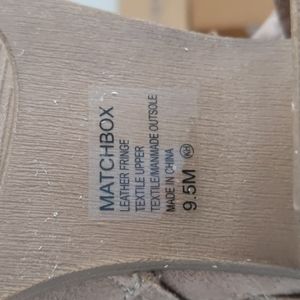 MATCHBOX
LEATHER FRINGE
TEXTILE UPPER
TEXTILE/MANMADE OUTSOLE
MADE IN CHINA
9.5M